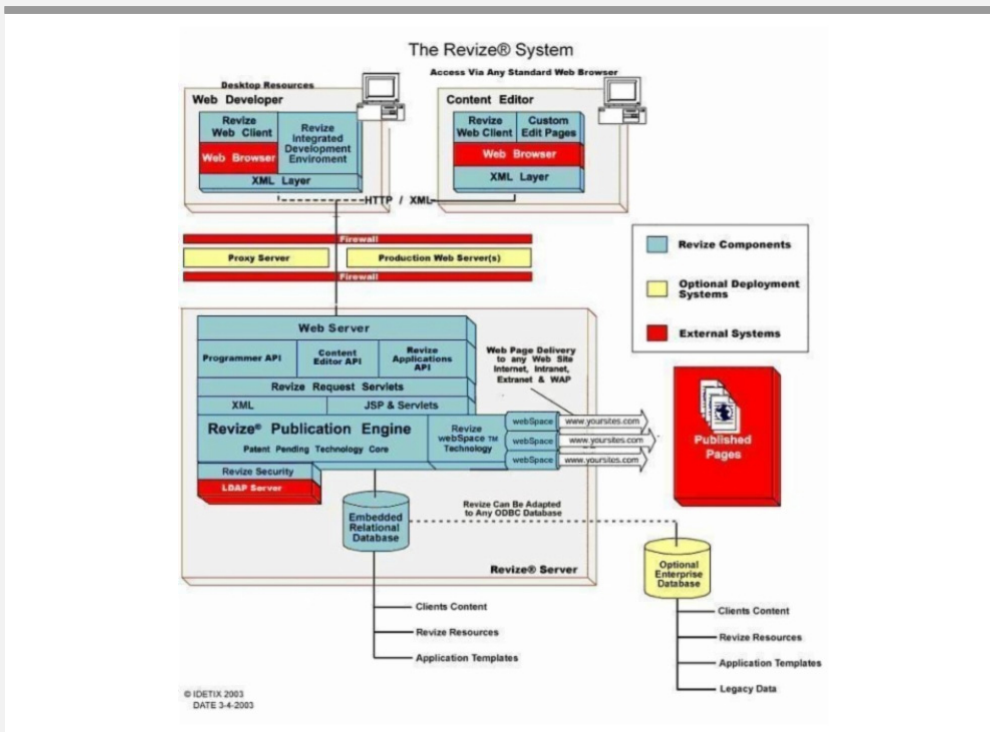 The Revize® System
Access Via Any Standard Web Browser
Desktop Resources
Web Developer
Revize
Web Client
Revize
Integrated
Development
Enviroment
Web Browser
XML Layer
Content Editor
Revize
Web Client
Custom
Edit Pages
Web Browser
XML Layer
HTTP / XML
Firewall
Proxy Server
Production Web Server(s)
Firewall
Revize Components
Optional Deployment
Systems
External Systems
Web Server
Programmer API
Content
Editor API
Revize
Applications
API
Revize Request Servlets
XML
JSP & Servlets
Revize® Publication Engine
Patent Pending Technology Core
Revize
webSpace ™
Technology
Web Page Delivery
to any Web Site
Internet, Intranet,
Extranet & WAP
webSpace
www.yoursites.com
webSpace
www.yoursites.com
webSpace
www.yoursites.com
Published
Pages
Revize Security
LDAP Server
Embedded
Relational
Database
Revize Can Be Adapted
to Any ODBC Database
Revize® Server
Optional
Enterprise
Database
Clients Content
Revize Resources
Application Templates
Clients Content
Revize Resources
Application Templates
Legacy Data
© IDETIX 2003
DATE 3-4-2003